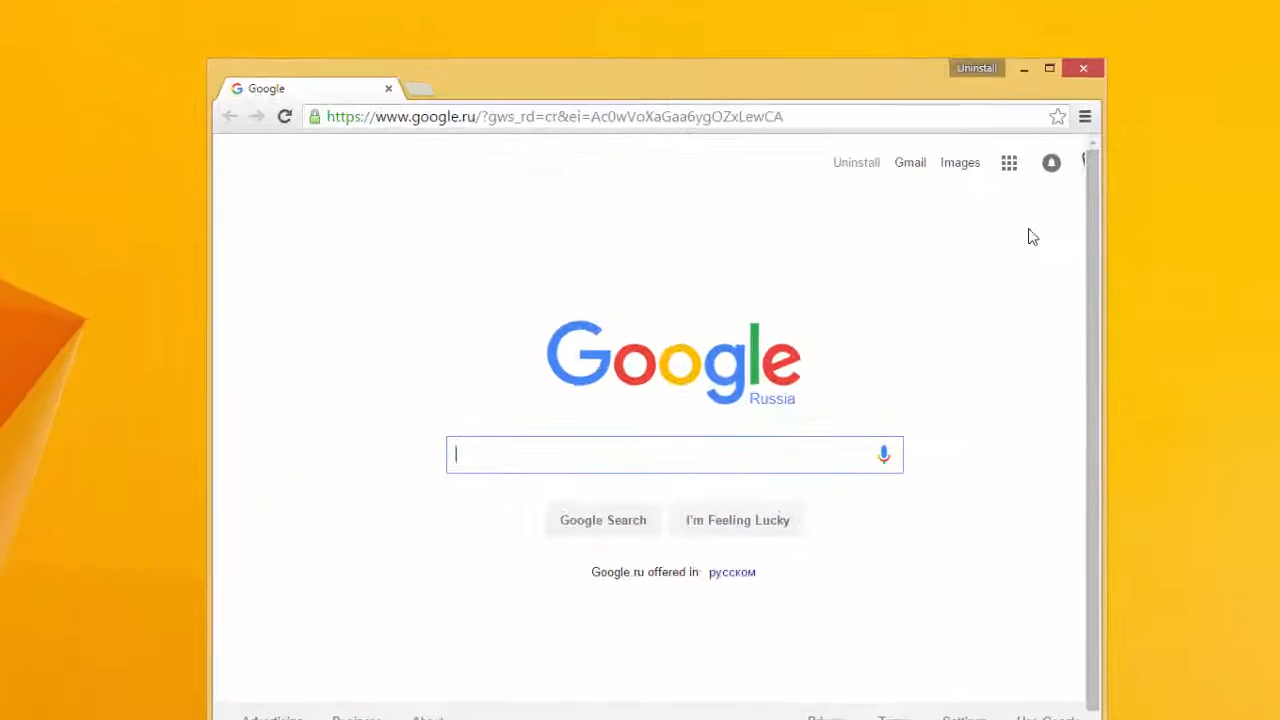 Uninstall
Google
https://www.google.ru/?gws_rd=cr&ei=Ac0wVoXaGaa6ygOZxLewCA
Uninstall Gmail Images
Google
Russia
Google Search I'm Feeling Lucky
Google.ru offered in: русском